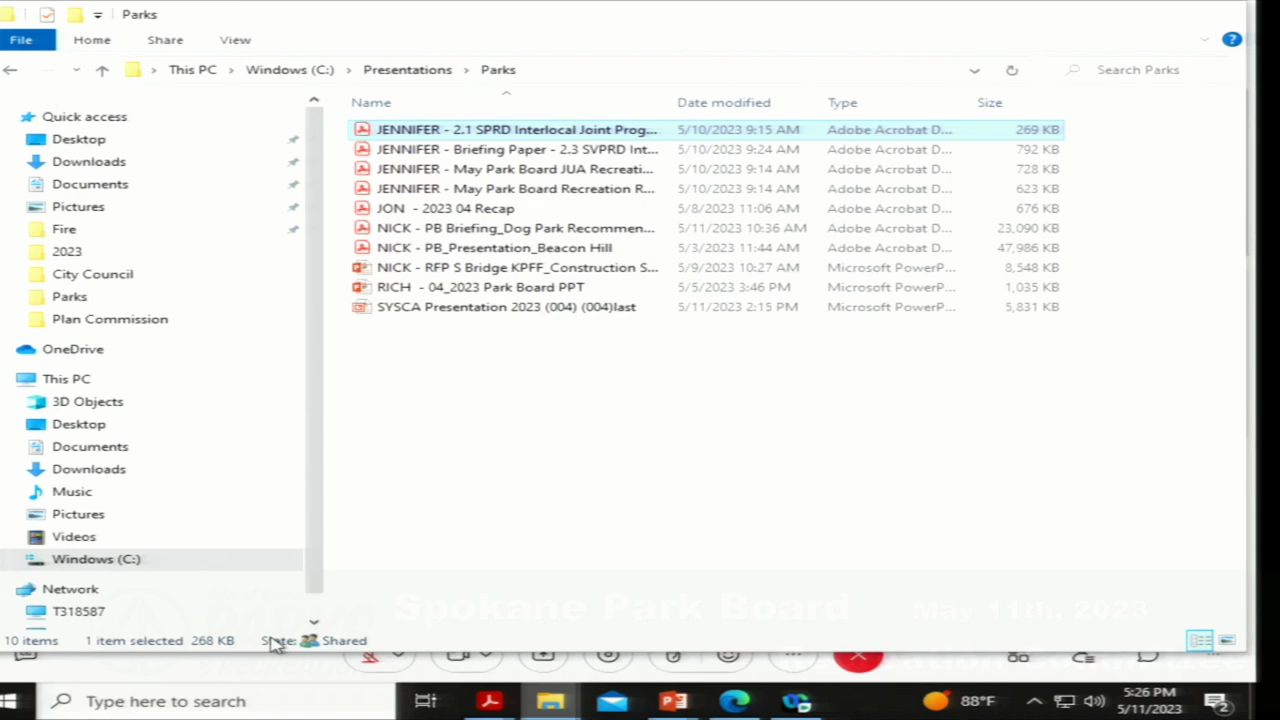 Parks
File Home Share View
This PC Windows (C:) Presentations Parks Search Parks
Name Date modified Type Size
Quick access
Desktop
Downloads
Documents
Pictures
Fire
2023
City Council
Parks
Plan Commission
OneDrive
This PC
3D Objects
Desktop
Documents
Downloads
Music
Pictures
Videos
Windows (C:)
Network
T318587
JENNIFER - 2.1 SPRD Interlocal Joint Prog... 5/10/2023 9:15 AM Adobe Acrobat D... 269 KB
JENNIFER - Briefing Paper - 2.3 SVPRD Int... 5/10/2023 9:24 AM Adobe Acrobat D... 792 KB
JENNIFER - May Park Board JUA Recreati... 5/10/2023 9:14 AM Adobe Acrobat D... 728 KB
JENNIFER - May Park Board Recreation R... 5/10/2023 9:14 AM Adobe Acrobat D... 623 KB
JON - 2023 04 Recap 5/8/2023 11:06 AM Adobe Acrobat D... 676 KB
NICK - PB Briefing_Dog Park Recommen... 5/11/2023 10:36 AM Adobe Acrobat D... 23,090 KB
NICK - PB_Presentation_Beacon Hill 5/3/2023 11:44 AM Adobe Acrobat D... 47,986 KB
NICK - RFP S Bridge KPFF_Construction S... 5/9/2023 10:27 AM Microsoft PowerP... 8,548 KB
RICH - 04_2023 Park Board PPT 5/5/2023 3:46 PM Microsoft PowerP... 1,035 KB
SYSCA Presentation 2023 (004) (004)last 5/11/2023 2:15 PM Microsoft PowerP... 5,831 KB
Spokane Park Board May 11th, 2023
10 items 1 item selected 268 KB Shared
Type here to search 88°F 5:26 PM
5/11/2023
2